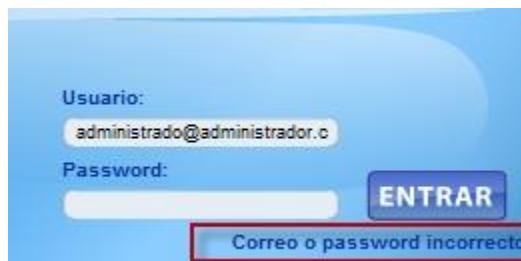 Usuario:
administrado@administrador.c
Password:
ENTRAR
Correo o password incorrecto